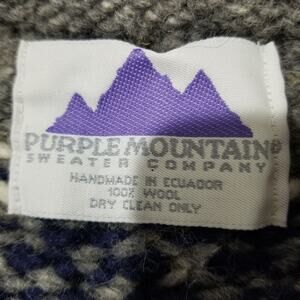 PURPLE MOUNTAIN®
SWEATER COMPANY
HANDMADE IN ECUADOR
100% WOOL
DRY CLEAN ONLY